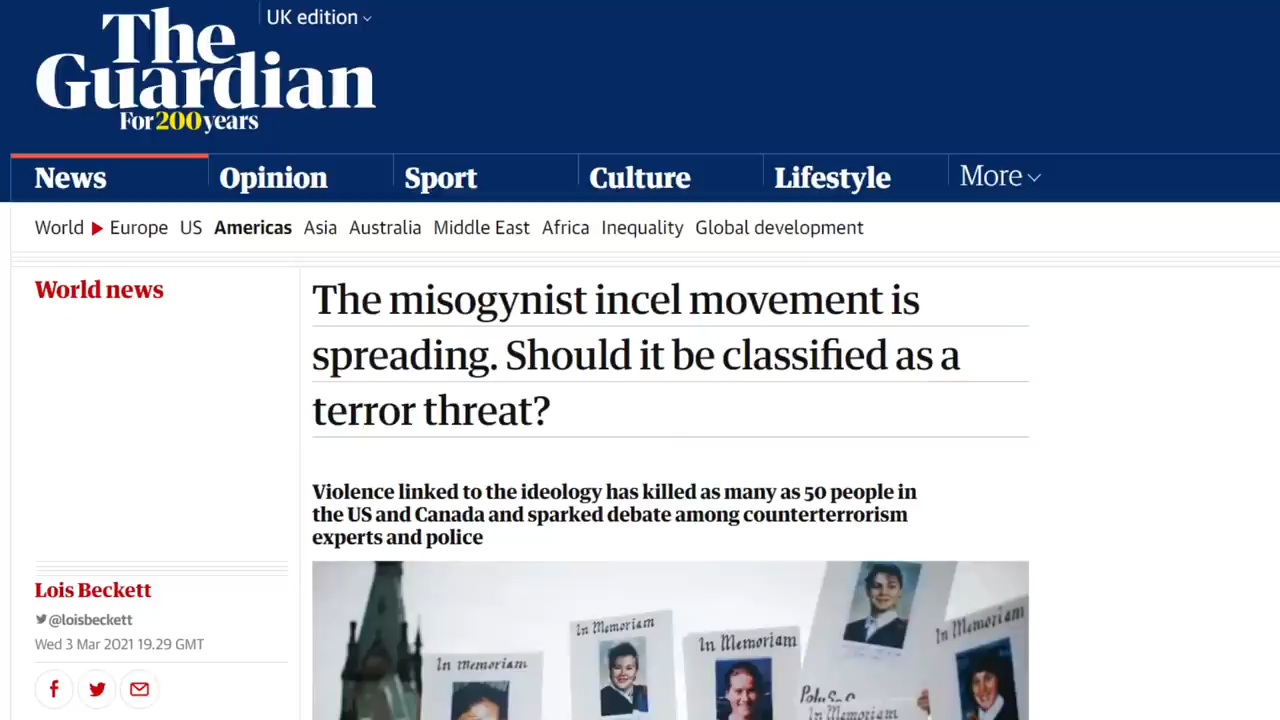 UK edition
The
Guardian
For 200 years
News Opinion Sport Culture Lifestyle More
World Europe US Americas Asia Australia Middle East Africa Inequality Global development
World news
The misogynist incel movement is
spreading. Should it be classified as a
terror threat?
Violence linked to the ideology has killed as many as 50 people in
the US and Canada and sparked debate among counterterrorism
experts and police
Lois Beckett
@loisbeckett
Wed 3 Mar 2021 19.29 GMT
In Memoriam
In Memoriam
In Memoriam
In Memoriam
In Memoriam